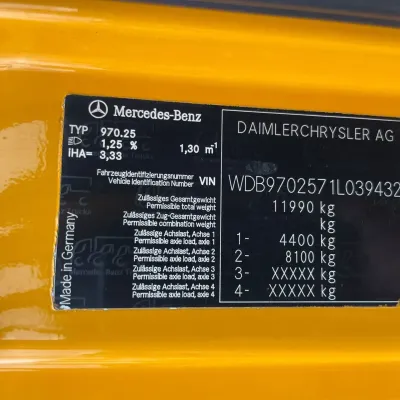 Mercedes-Benz
DAIMLERCHRYSLER AG
TYP 970.25
1,25 % 1,30 m⁻¹
IHA= 3,33
Fahrzeugidentifizierungsnummer
Vehicle Identification Number VIN WDB9702571L039432
Zulässiges Gesamtgewicht
Permissible total weight 11990 kg
Zulässiges Zug-Gesamtgewicht
Permissible combination weight kg
kg
Zulässige Achslast, Achse 1
Permissible axle load, axle 1 1- 4400 kg
Zulässige Achslast, Achse 2
Permissible axle load, axle 2 2- 8100 kg
Zulässige Achslast, Achse 3
Permissible axle load, axle 3 3- XXXXX kg
Zulässige Achslast, Achse 4
Permissible axle load, axle 4 4- XXXXX kg
Made in Germany